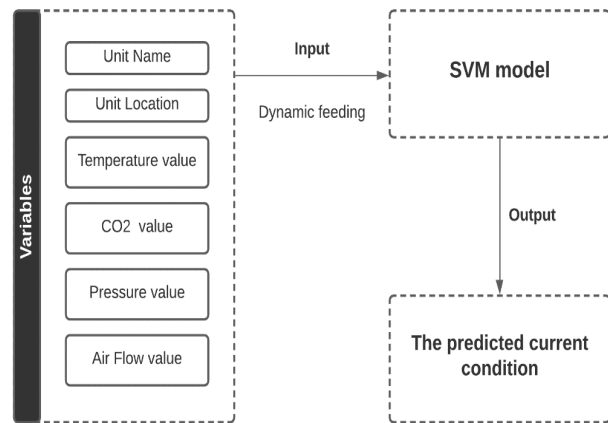 Variables
Unit Name
Unit Location
Temperature value
CO2 value
Pressure value
Air Flow value
Input
Dynamic feeding
SVM model
Output
The predicted current
condition